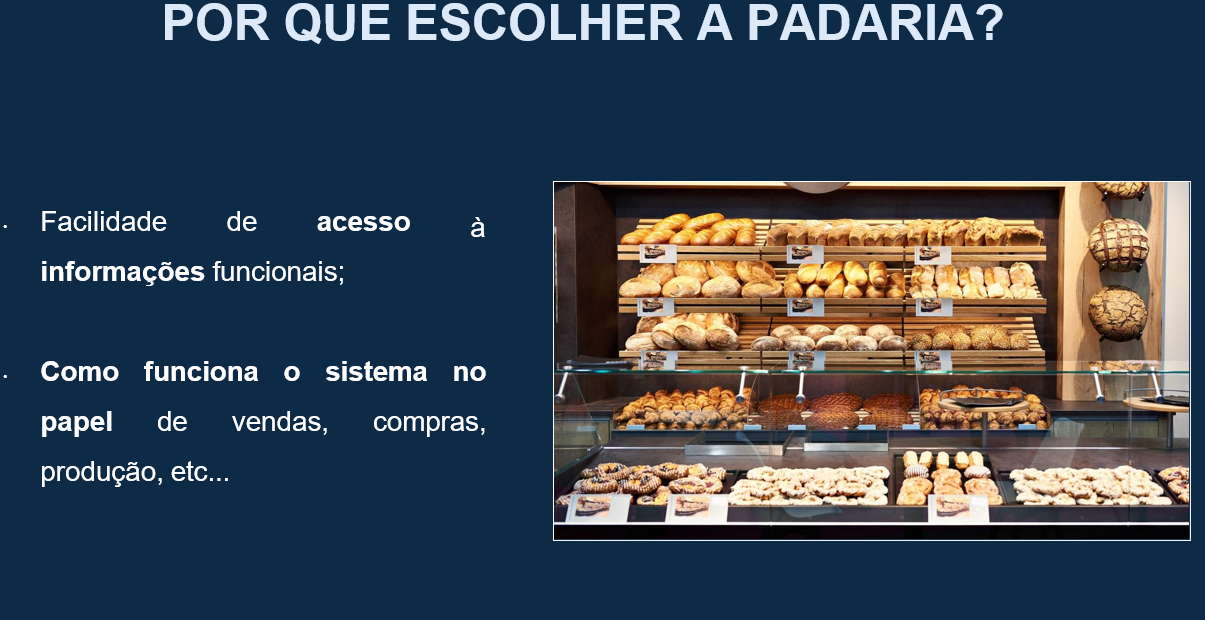 POR QUE ESCOLHER A PADARIA?
· Facilidade de acesso à
informações funcionais;
· Como funciona o sistema no
papel de vendas, compras,
produção, etc...